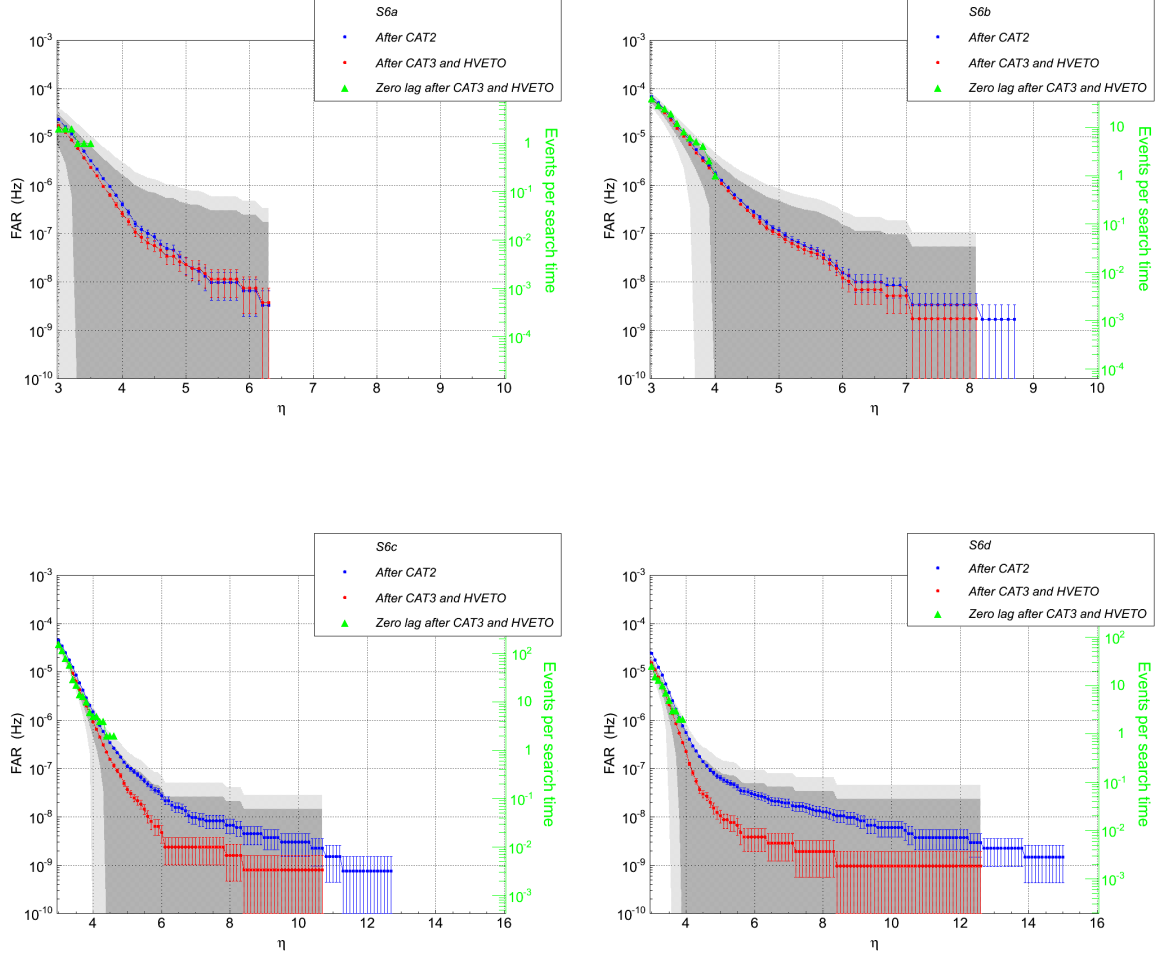 S6a
After CAT2
After CAT3 and HVETO
Zero lag after CAT3 and HVETO
FAR (Hz)
10-3
10-4
10-5
10-6
10-7
10-8
10-9
10-10
3 4 5 6 7 8 9 10
η
1
10-1
10-2
10-3
10-4
Events per search time
S6b
After CAT2
After CAT3 and HVETO
Zero lag after CAT3 and HVETO
FAR (Hz)
10-3
10-4
10-5
10-6
10-7
10-8
10-9
10-10
3 4 5 6 7 8 9 10
η
10
1
10-1
10-2
10-3
10-4
Events per search time
S6c
After CAT2
After CAT3 and HVETO
Zero lag after CAT3 and HVETO
FAR (Hz)
10-3
10-4
10-5
10-6
10-7
10-8
10-9
10-10
4 6 8 10 12 14 16
η
102
10
1
10-1
10-2
10-3
Events per search time
S6d
After CAT2
After CAT3 and HVETO
Zero lag after CAT3 and HVETO
FAR (Hz)
10-3
10-4
10-5
10-6
10-7
10-8
10-9
10-10
4 6 8 10 12 14 16
η
102
10
1
10-1
10-2
10-3
Events per search time